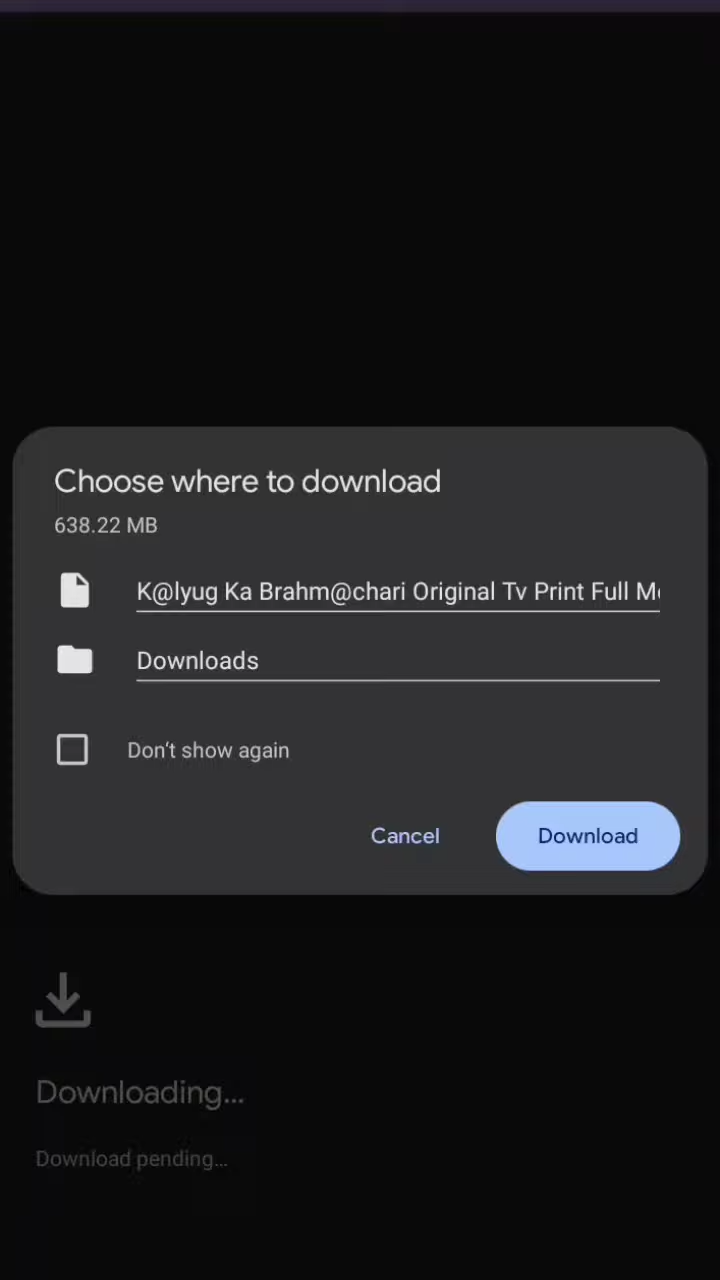 Choose where to download
638.22 MB
K@lyug Ka Brahm@chari Original Tv Print Full
Downloads
Don't show again
Cancel
Download
Downloading...
Download pending...